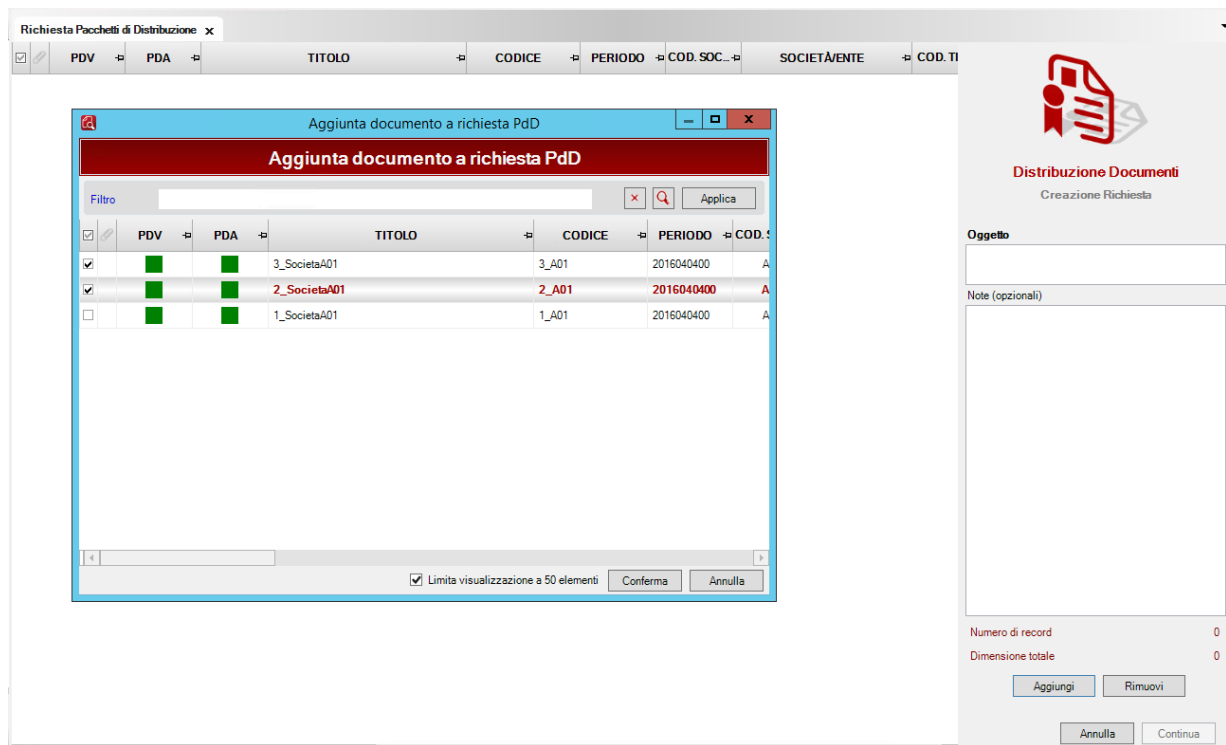 Richiesta Pacchetti di Distribuzione x
PDV PDA TITOLO CODICE PERIODO COD. SOC... SOCIETÀ/ENTE COD. TI
Aggiunta documento a richiesta PdD
Aggiunta documento a richiesta PdD
Filtro Applica
PDV PDA TITOLO CODICE PERIODO COD. S
3_SocietaA01 3_A01 2016040400 A
2_SocietaA01 2_A01 2016040400 A
1_SocietaA01 1_A01 2016040400 A
Limita visualizzazione a 50 elementi Conferma Annulla
Distribuzione Documenti
Creazione Richiesta
Oggetto
Note (opzionali)
Numero di record 0
Dimensione totale 0
Aggiungi Rimuovi
Annulla Continua